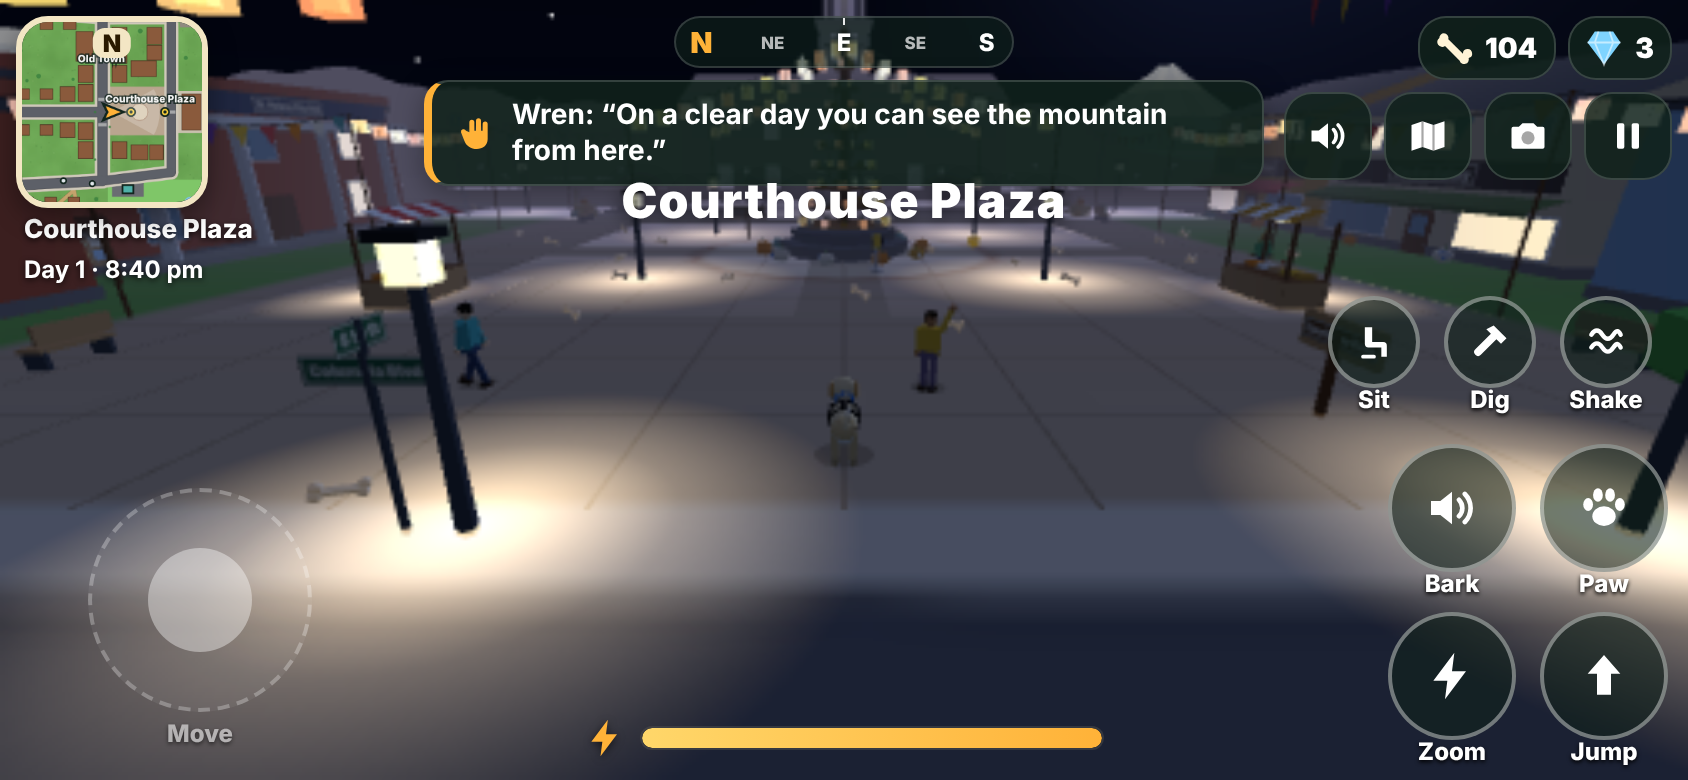 N NE E SE S
104
3
N
Old Town
Courthouse Plaza
Wren: “On a clear day you can see the mountain
from here.”
Courthouse Plaza
Courthouse Plaza
Day 1 · 8:40 pm
Sit
Dig
Shake
Bark
Paw
Move
Zoom
Jump